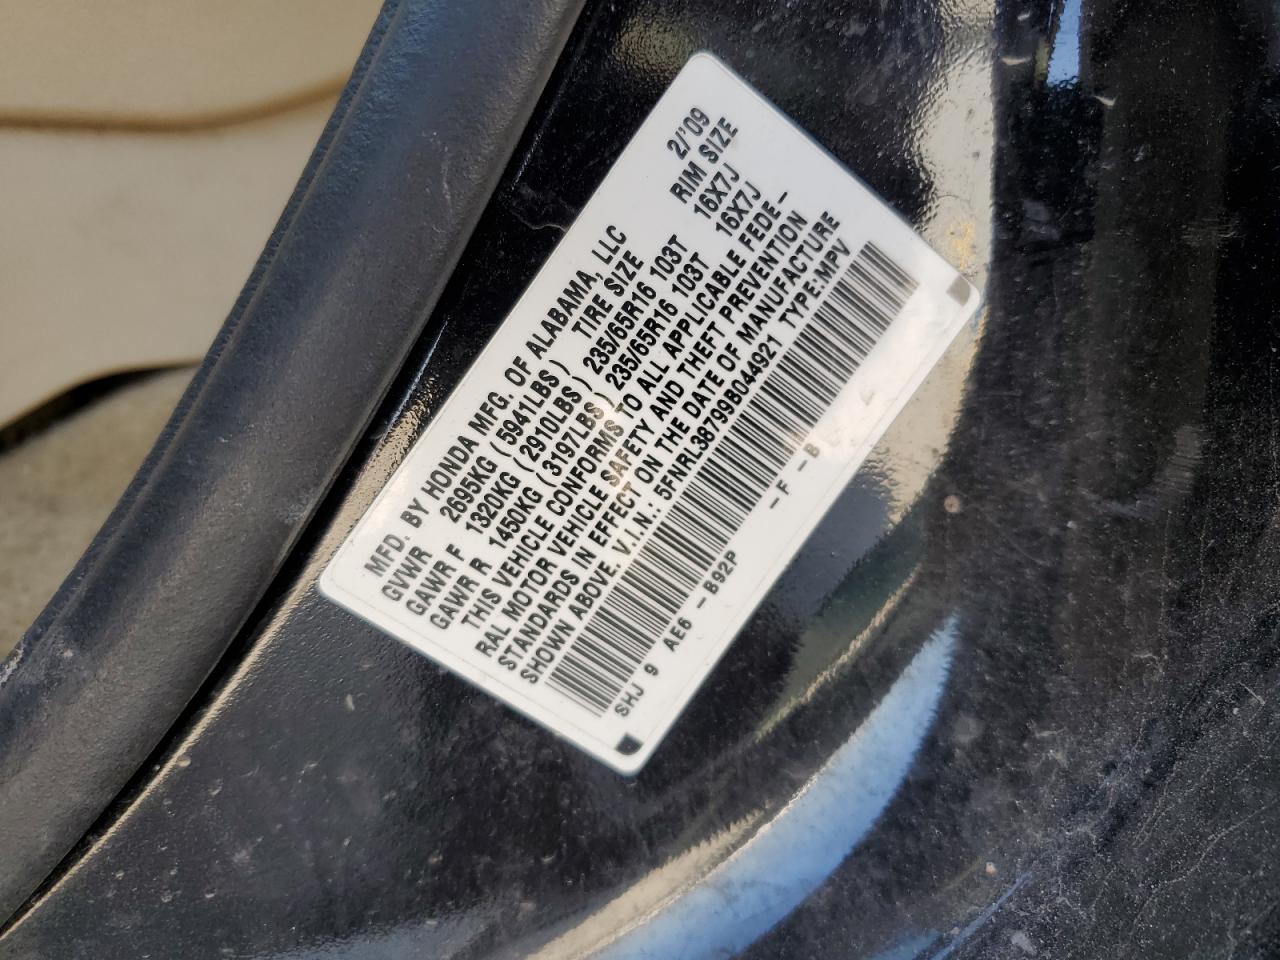 MFD. BY HONDA MFG. OF ALABAMA, LLC 2/'09
GVWR 2695KG ( 5941LBS ) TIRE SIZE RIM SIZE
GAWR F 1320KG ( 2910LBS ) 235/65R16 103T 16X7J
GAWR R 1450KG ( 3197LBS ) 235/65R16 103T 16X7J
THIS VEHICLE CONFORMS TO ALL APPLICABLE FEDE-
RAL MOTOR VEHICLE SAFETY AND THEFT PREVENTION
STANDARDS IN EFFECT ON THE DATE OF MANUFACTURE
SHOWN ABOVE. V.I.N.: 5FNRL38799B044921 TYPE:MPV
SHJ 9 AE6 - B92P - F - B